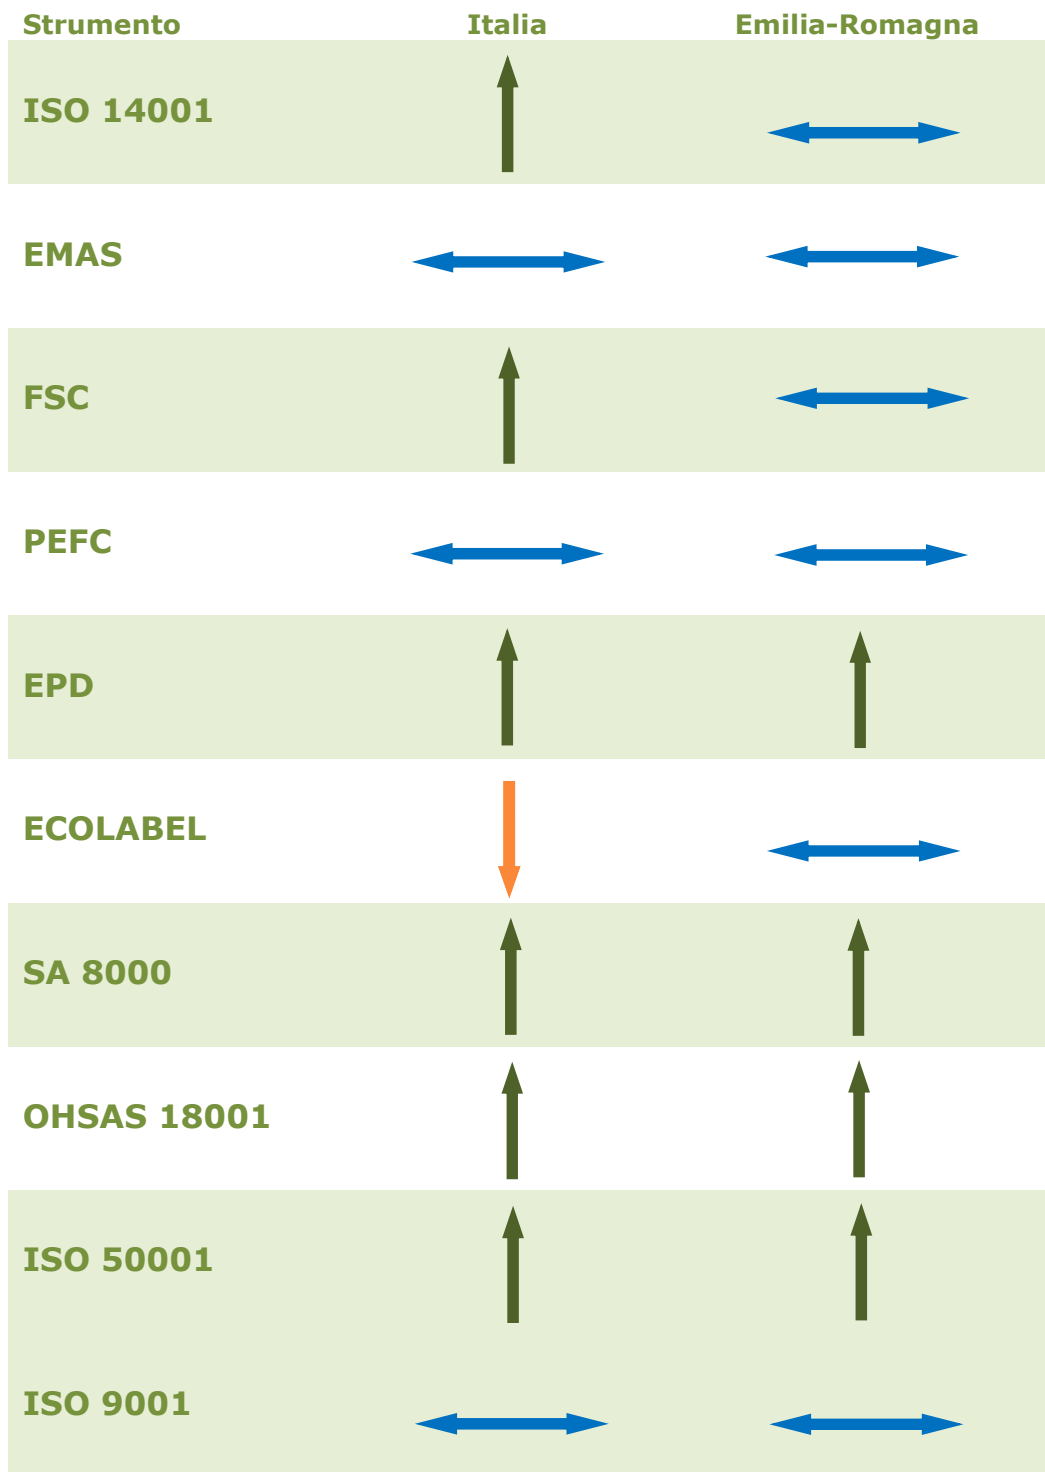 Strumento Italia Emilia-Romagna
ISO 14001
EMAS
FSC
PEFC
EPD
ECOLABEL
SA 8000
OHSAS 18001
ISO 50001
ISO 9001